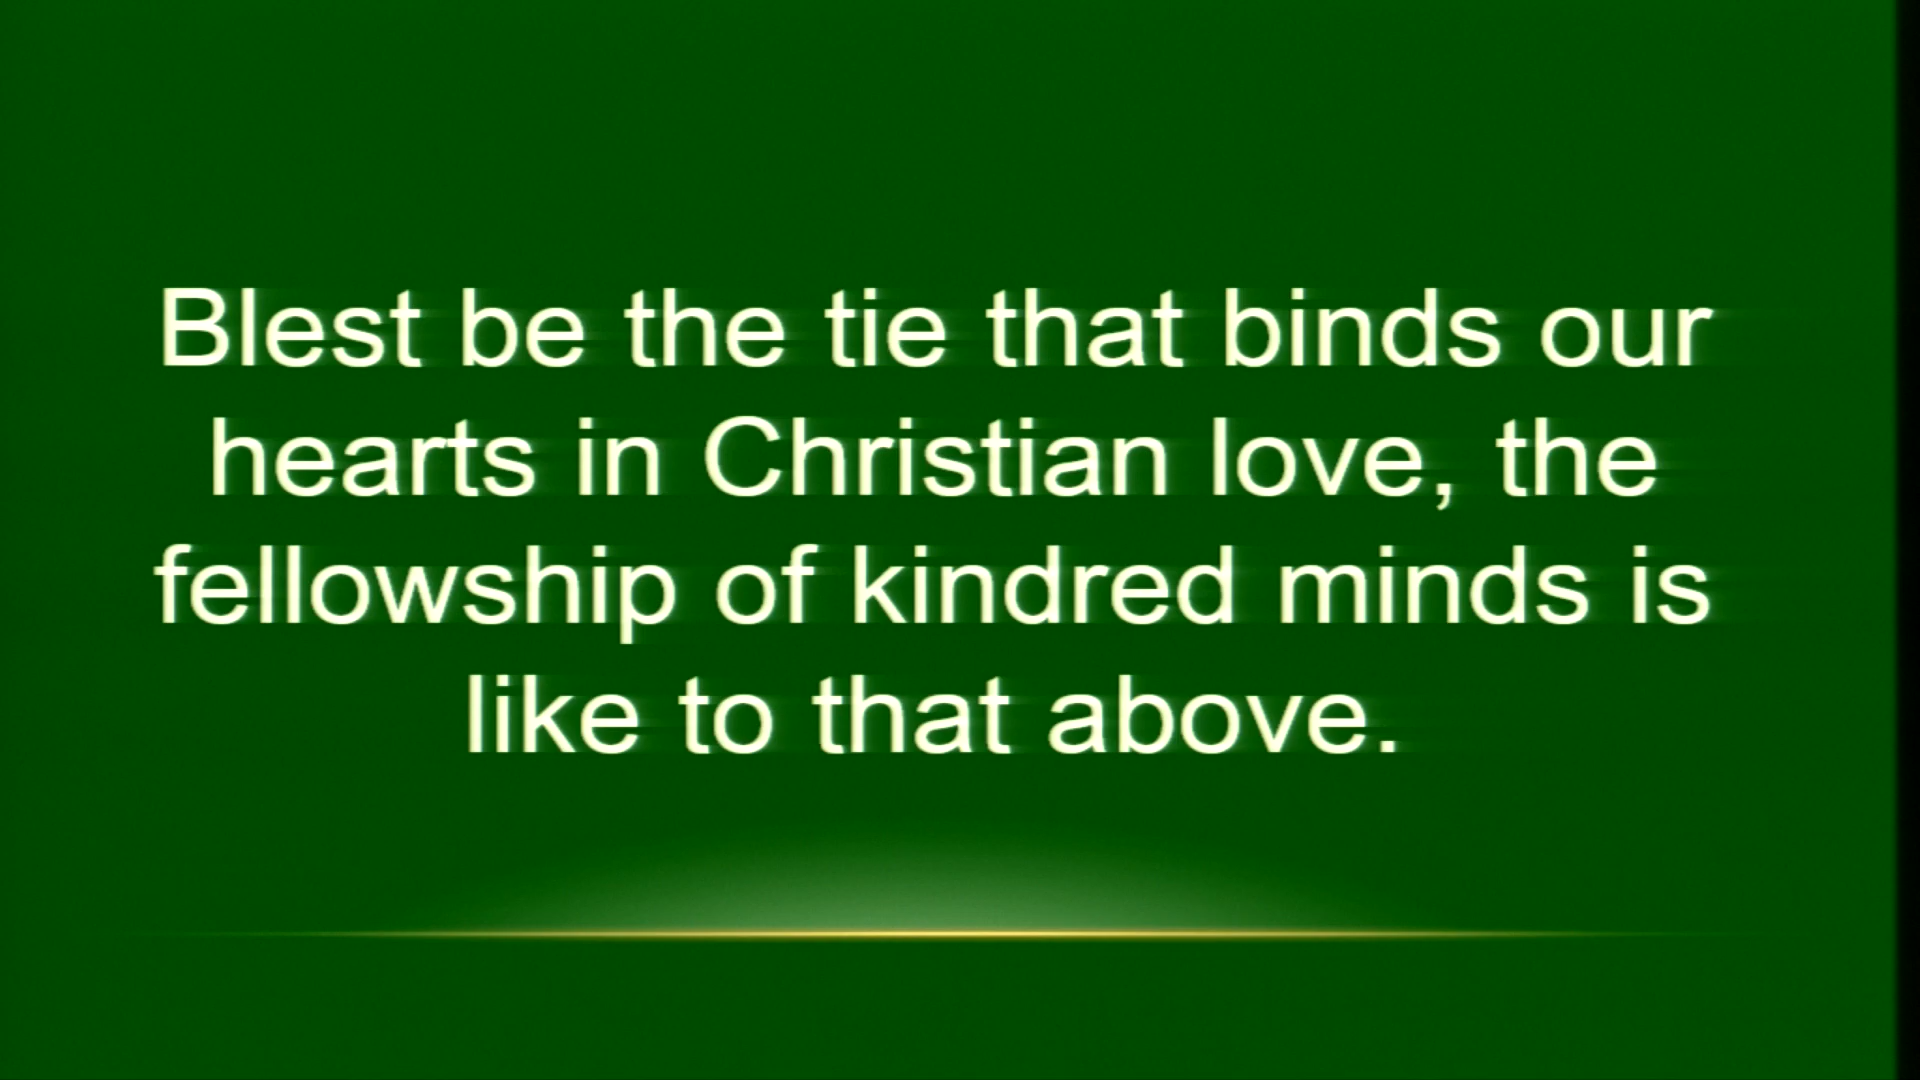 Blest be the tie that binds our
hearts in Christian love, the
fellowship of kindred minds is
like to that above.